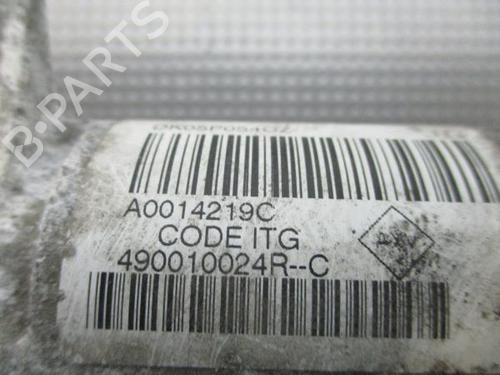 B-PARTS
A0014219C
CODE ITG
490010024R--C